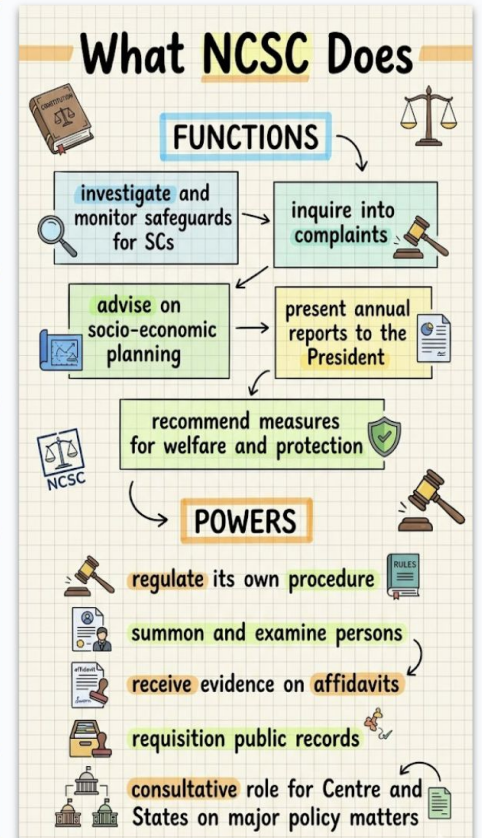 What NCSC Does
CONSTITUTION
FUNCTIONS
investigate and
monitor safeguards
for SCs
inquire into
complaints
advise on
socio-economic
planning
present annual
reports to the
President
recommend measures
for welfare and protection
NCSC
POWERS
regulate its own procedure
RULES
summon and examine persons
affidavit
receive evidence on affidavits
requisition public records
consultative role for Centre and
States on major policy matters